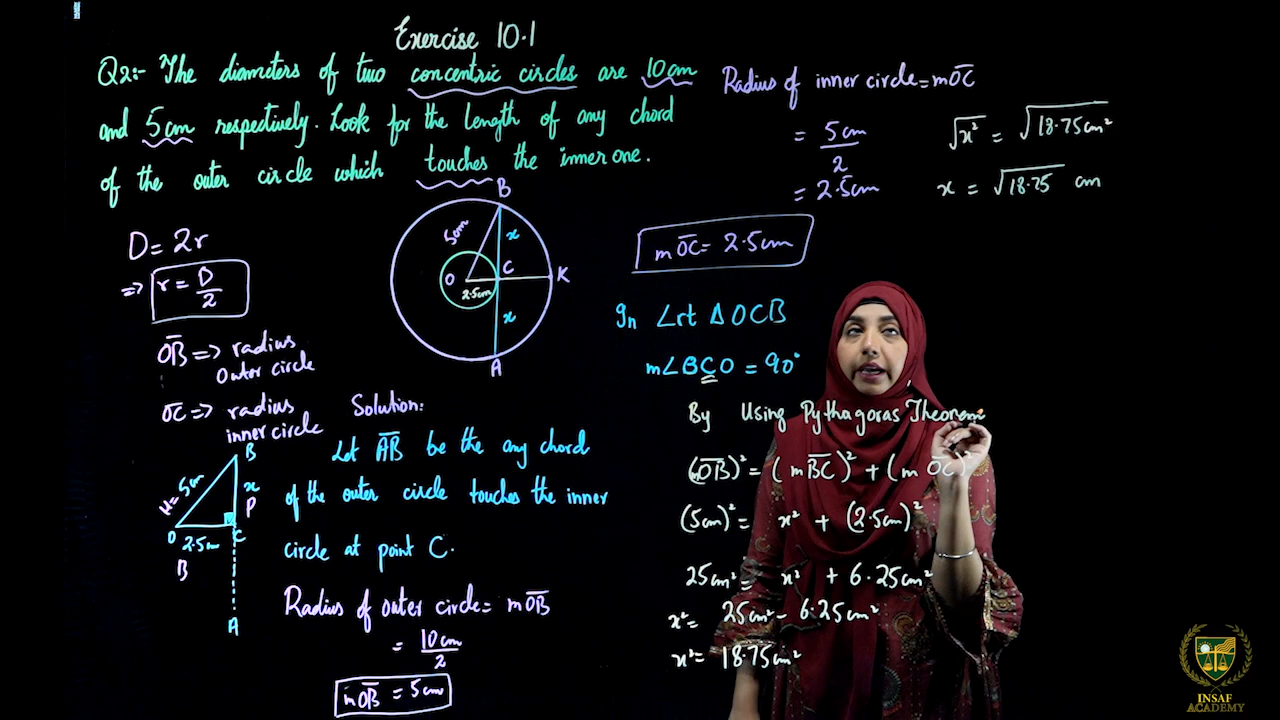 Exercise 10.1
Q2:- The diameters of two concentric circles are 10cm
and 5cm respectively. Look for the length of any chord
of the outer circle which touches the inner one.
D = 2r
=> r = D/2
OB̅ => radius
outer circle
OC̅ => radius
inner circle
B
5cm
x
O
C
K
2.5cm
x
A
B
H=5cm
x
P
O
2.5cm
C
B
A
Solution:
Let AB̅ be the any chord
of the outer circle touches the inner
circle at point C.
Radius of outer circle = mOB̅
= 10cm/2
mOB̅ = 5cm
Radius of inner circle = mOC̅
= 5cm/2
= 2.5cm
mOC̅ = 2.5cm
In ∠rt ΔOCB
m∠BCO = 90°
By Using Pythagoras Theorem
(mOB̅)² = (mBC̅)² + (mOC̅)²
(5cm)² = x² + (2.5cm)²
25cm² = x² + 6.25cm²
x² = 25cm² - 6.25cm²
x² = 18.75cm²
√x² = √18.75cm²
x = √18.75 cm
INSAF
ACADEMY